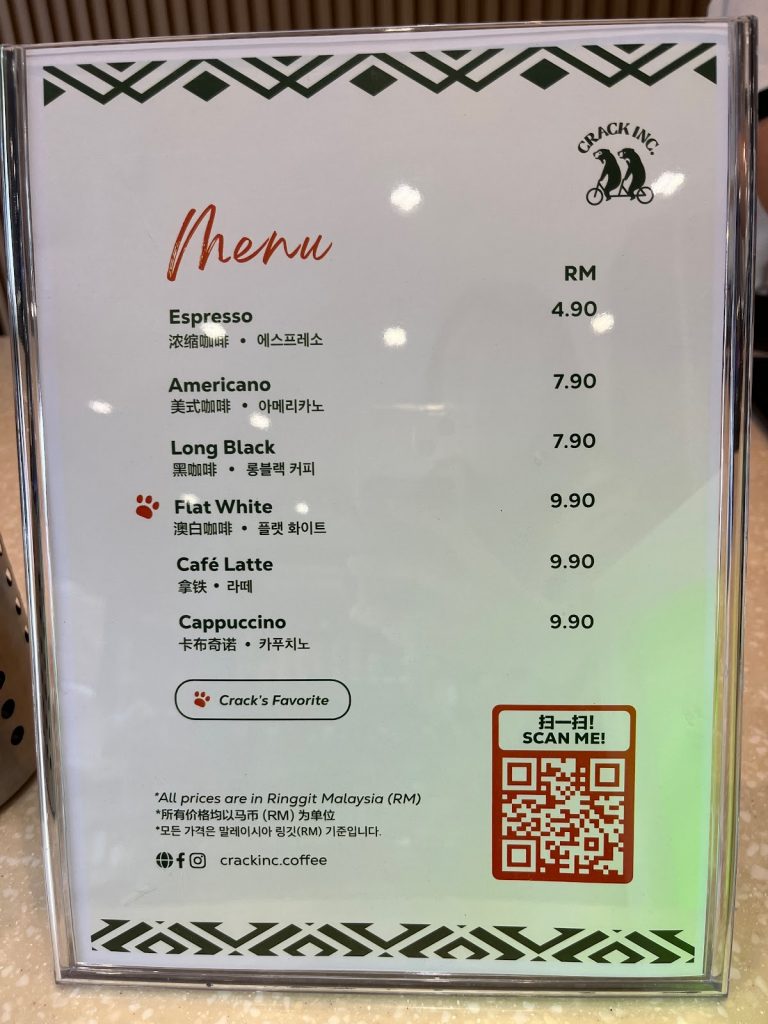 CRACK INC.
Menu
RM
Espresso 4.90
浓缩咖啡 • 에스프레소
Americano 7.90
美式咖啡 • 아메리카노
Long Black 7.90
黑咖啡 • 롱블랙 커피
Flat White 9.90
澳白咖啡 • 플랫 화이트
Café Latte 9.90
拿铁 • 라떼
Cappuccino 9.90
卡布奇诺 • 카푸치노
Crack's Favorite
扫一扫!
SCAN ME!
*All prices are in Ringgit Malaysia (RM)
*所有价格均以马币 (RM) 为单位
*모든 가격은 말레이시아 링깃(RM) 기준입니다.
crackinc.coffee